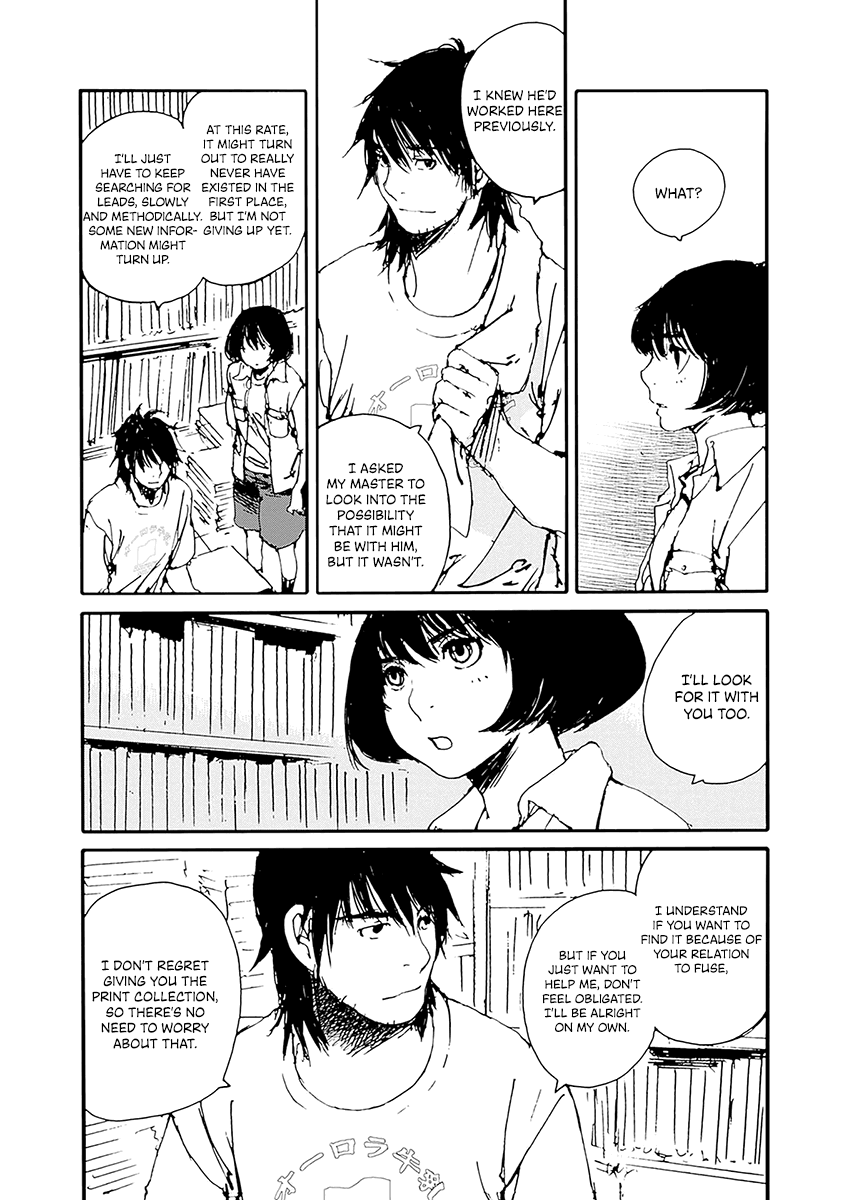 WHAT?
I KNEW HE'D
WORKED HERE
PREVIOUSLY.
I ASKED
MY MASTER TO
LOOK INTO THE
POSSIBILITY
THAT IT MIGHT
BE WITH HIM,
BUT IT WASN'T.
オーロラ
AT THIS RATE,
IT MIGHT TURN
OUT TO REALLY
NEVER HAVE
EXISTED IN THE
FIRST PLACE,
BUT I'M NOT
GIVING UP YET.
I'LL JUST
HAVE TO KEEP
SEARCHING FOR
LEADS, SLOWLY
AND METHODICALLY.
SOME NEW INFOR-
MATION MIGHT
TURN UP.
I'LL LOOK
FOR IT WITH
YOU TOO.
I UNDERSTAND
IF YOU WANT TO
FIND IT BECAUSE OF
YOUR RELATION
TO FUSE,
BUT IF YOU
JUST WANT TO
HELP ME, DON'T
FEEL OBLIGATED.
I'LL BE ALRIGHT
ON MY OWN.
I DON'T REGRET
GIVING YOU THE
PRINT COLLECTION,
SO THERE'S NO
NEED TO WORRY
ABOUT THAT.
オーロラ牛